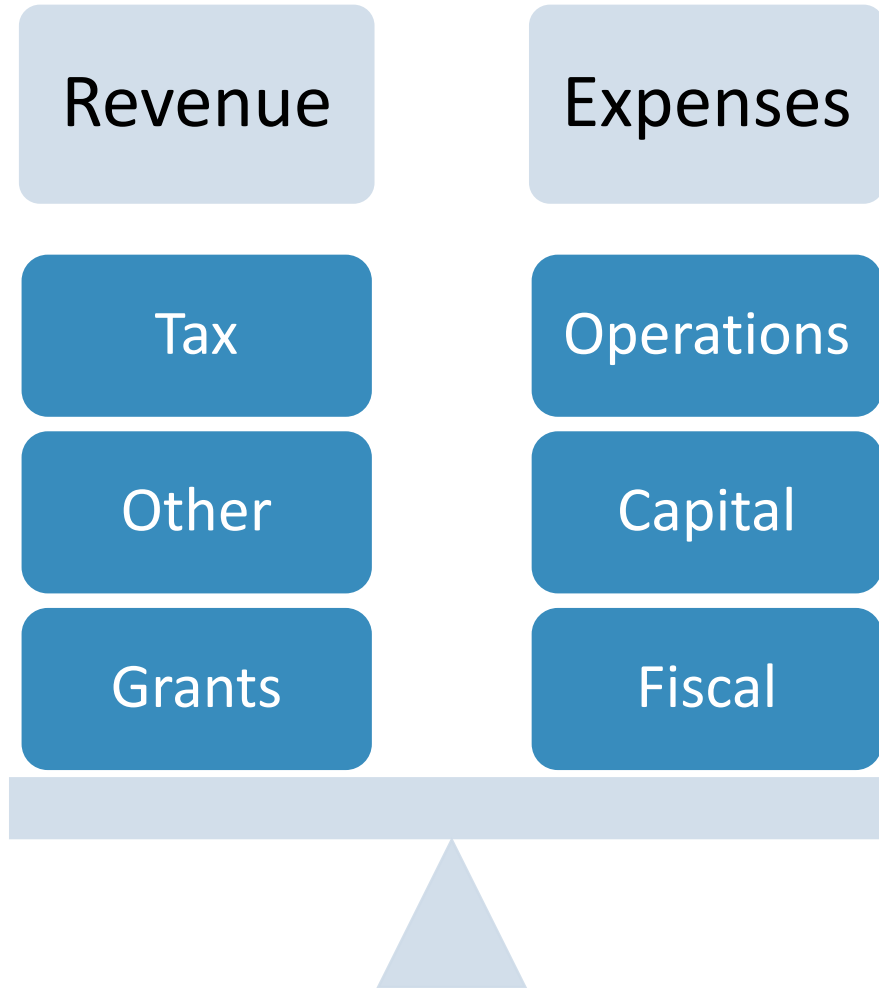 Revenue
Expenses
Tax
Operations
Other
Capital
Grants
Fiscal